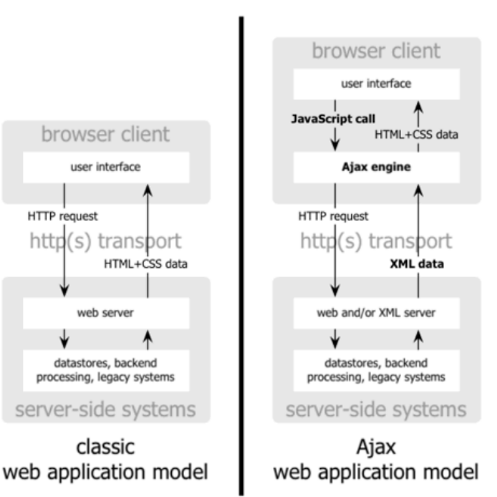 browser client
user interface
HTTP request
http(s) transport
HTML+CSS data
web server
datastores, backend
processing, legacy systems
server-side systems
classic
web application model
browser client
user interface
JavaScript call
HTML+CSS data
Ajax engine
HTTP request
http(s) transport
XML data
web and/or XML server
datastores, backend
processing, legacy systems
server-side systems
Ajax
web application model